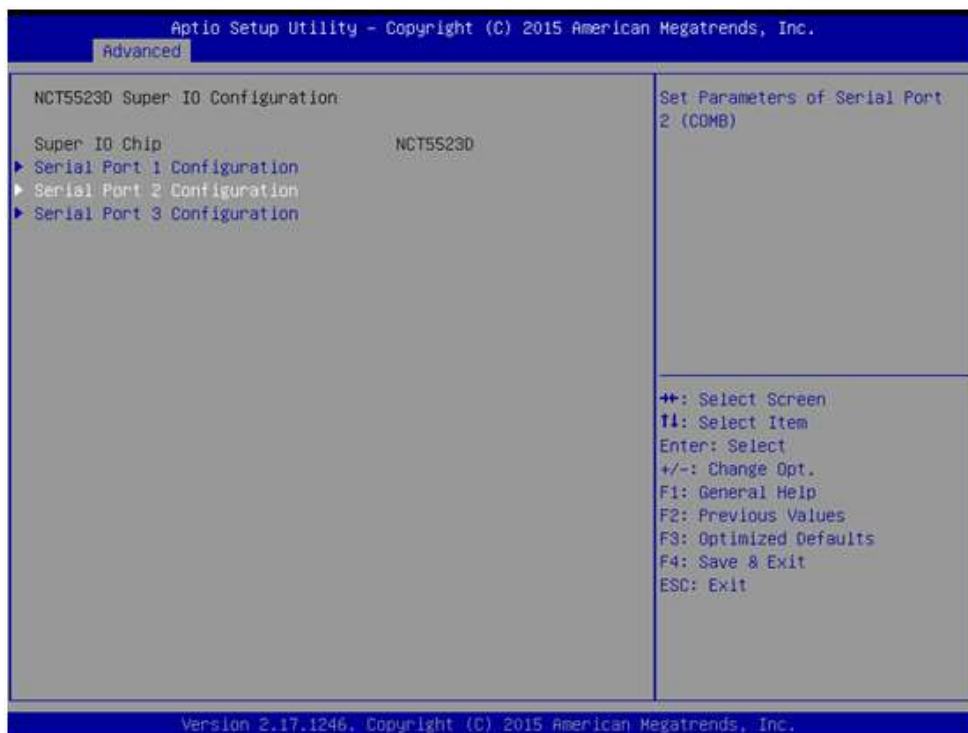 Aptio Setup Utility – Copyright (C) 2015 American Megatrends, Inc.
Advanced
NCT5523D Super IO Configuration
Super IO Chip NCT5523D
Serial Port 1 Configuration
Serial Port 2 Configuration
Serial Port 3 Configuration
Set Parameters of Serial Port
2 (COMB)
→←: Select Screen
↑↓: Select Item
Enter: Select
+/-: Change Opt.
F1: General Help
F2: Previous Values
F3: Optimized Defaults
F4: Save & Exit
ESC: Exit
Version 2.17.1246. Copyright (C) 2015 American Megatrends, Inc.